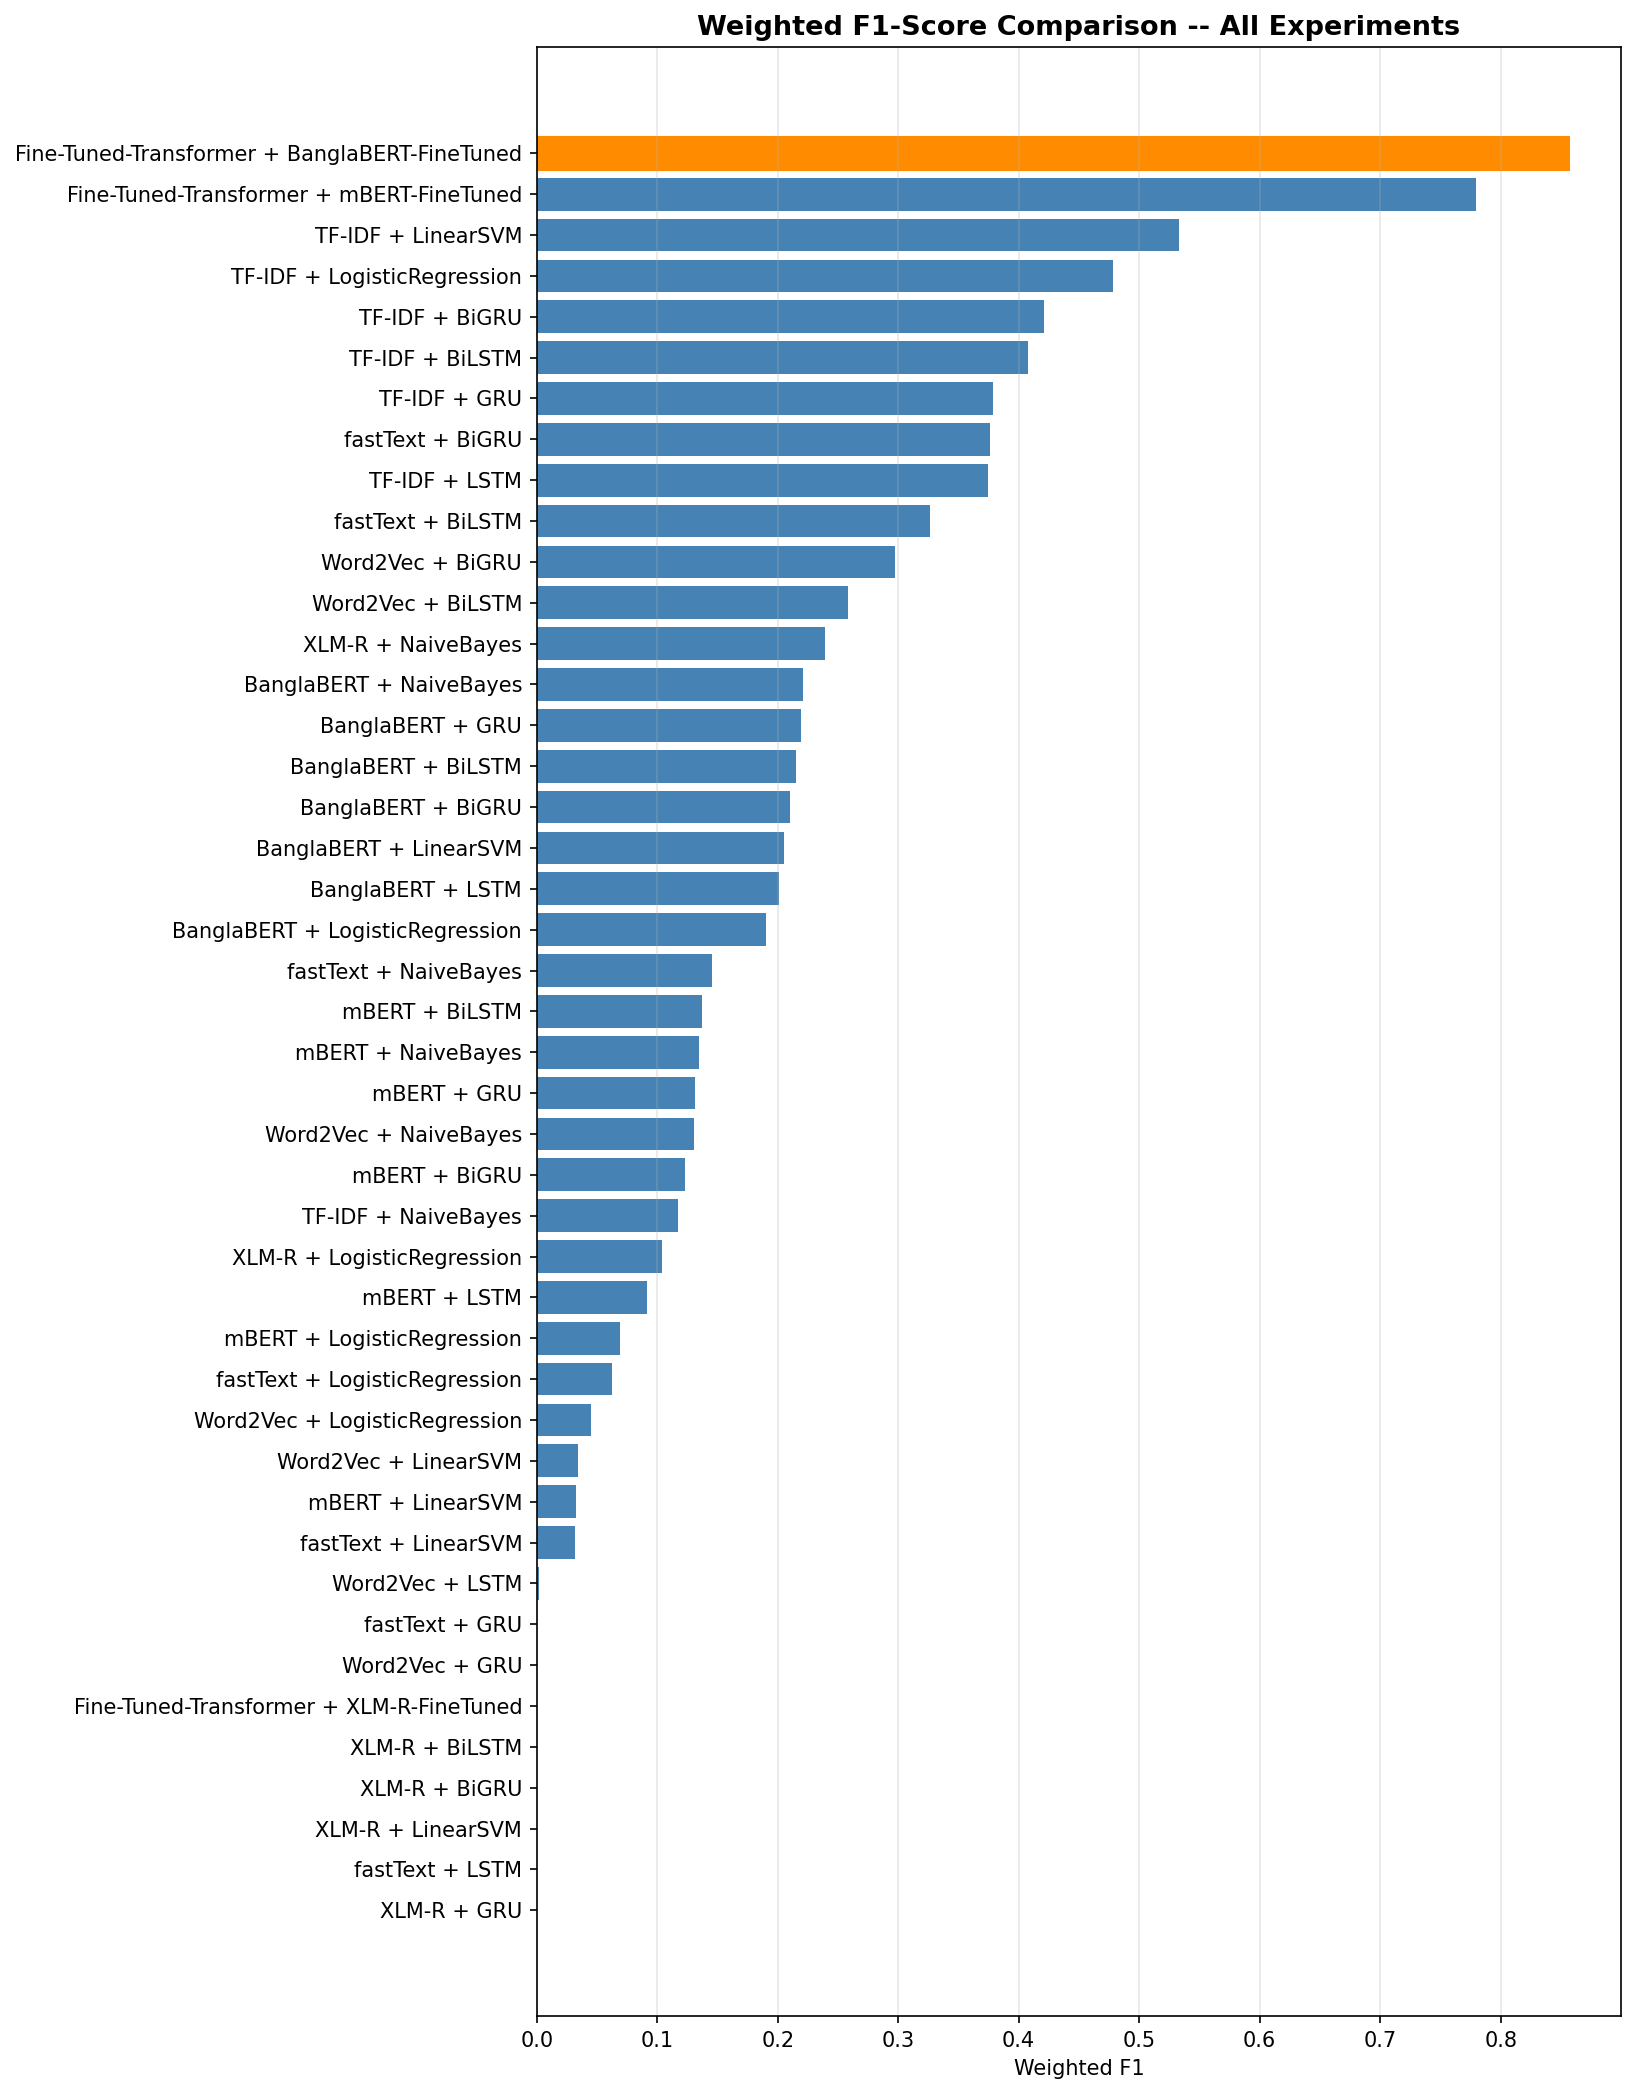 Weighted F1-Score Comparison -- All Experiments
Fine-Tuned-Transformer + BanglaBERT-FineTuned
Fine-Tuned-Transformer + mBERT-FineTuned
TF-IDF + LinearSVM
TF-IDF + LogisticRegression
TF-IDF + BiGRU
TF-IDF + BiLSTM
TF-IDF + GRU
fastText + BiGRU
TF-IDF + LSTM
fastText + BiLSTM
Word2Vec + BiGRU
Word2Vec + BiLSTM
XLM-R + NaiveBayes
BanglaBERT + NaiveBayes
BanglaBERT + GRU
BanglaBERT + BiLSTM
BanglaBERT + BiGRU
BanglaBERT + LinearSVM
BanglaBERT + LSTM
BanglaBERT + LogisticRegression
fastText + NaiveBayes
mBERT + BiLSTM
mBERT + NaiveBayes
mBERT + GRU
Word2Vec + NaiveBayes
mBERT + BiGRU
TF-IDF + NaiveBayes
XLM-R + LogisticRegression
mBERT + LSTM
mBERT + LogisticRegression
fastText + LogisticRegression
Word2Vec + LogisticRegression
Word2Vec + LinearSVM
mBERT + LinearSVM
fastText + LinearSVM
Word2Vec + LSTM
fastText + GRU
Word2Vec + GRU
Fine-Tuned-Transformer + XLM-R-FineTuned
XLM-R + BiLSTM
XLM-R + BiGRU
XLM-R + LinearSVM
fastText + LSTM
XLM-R + GRU
0.0 0.1 0.2 0.3 0.4 0.5 0.6 0.7 0.8
Weighted F1